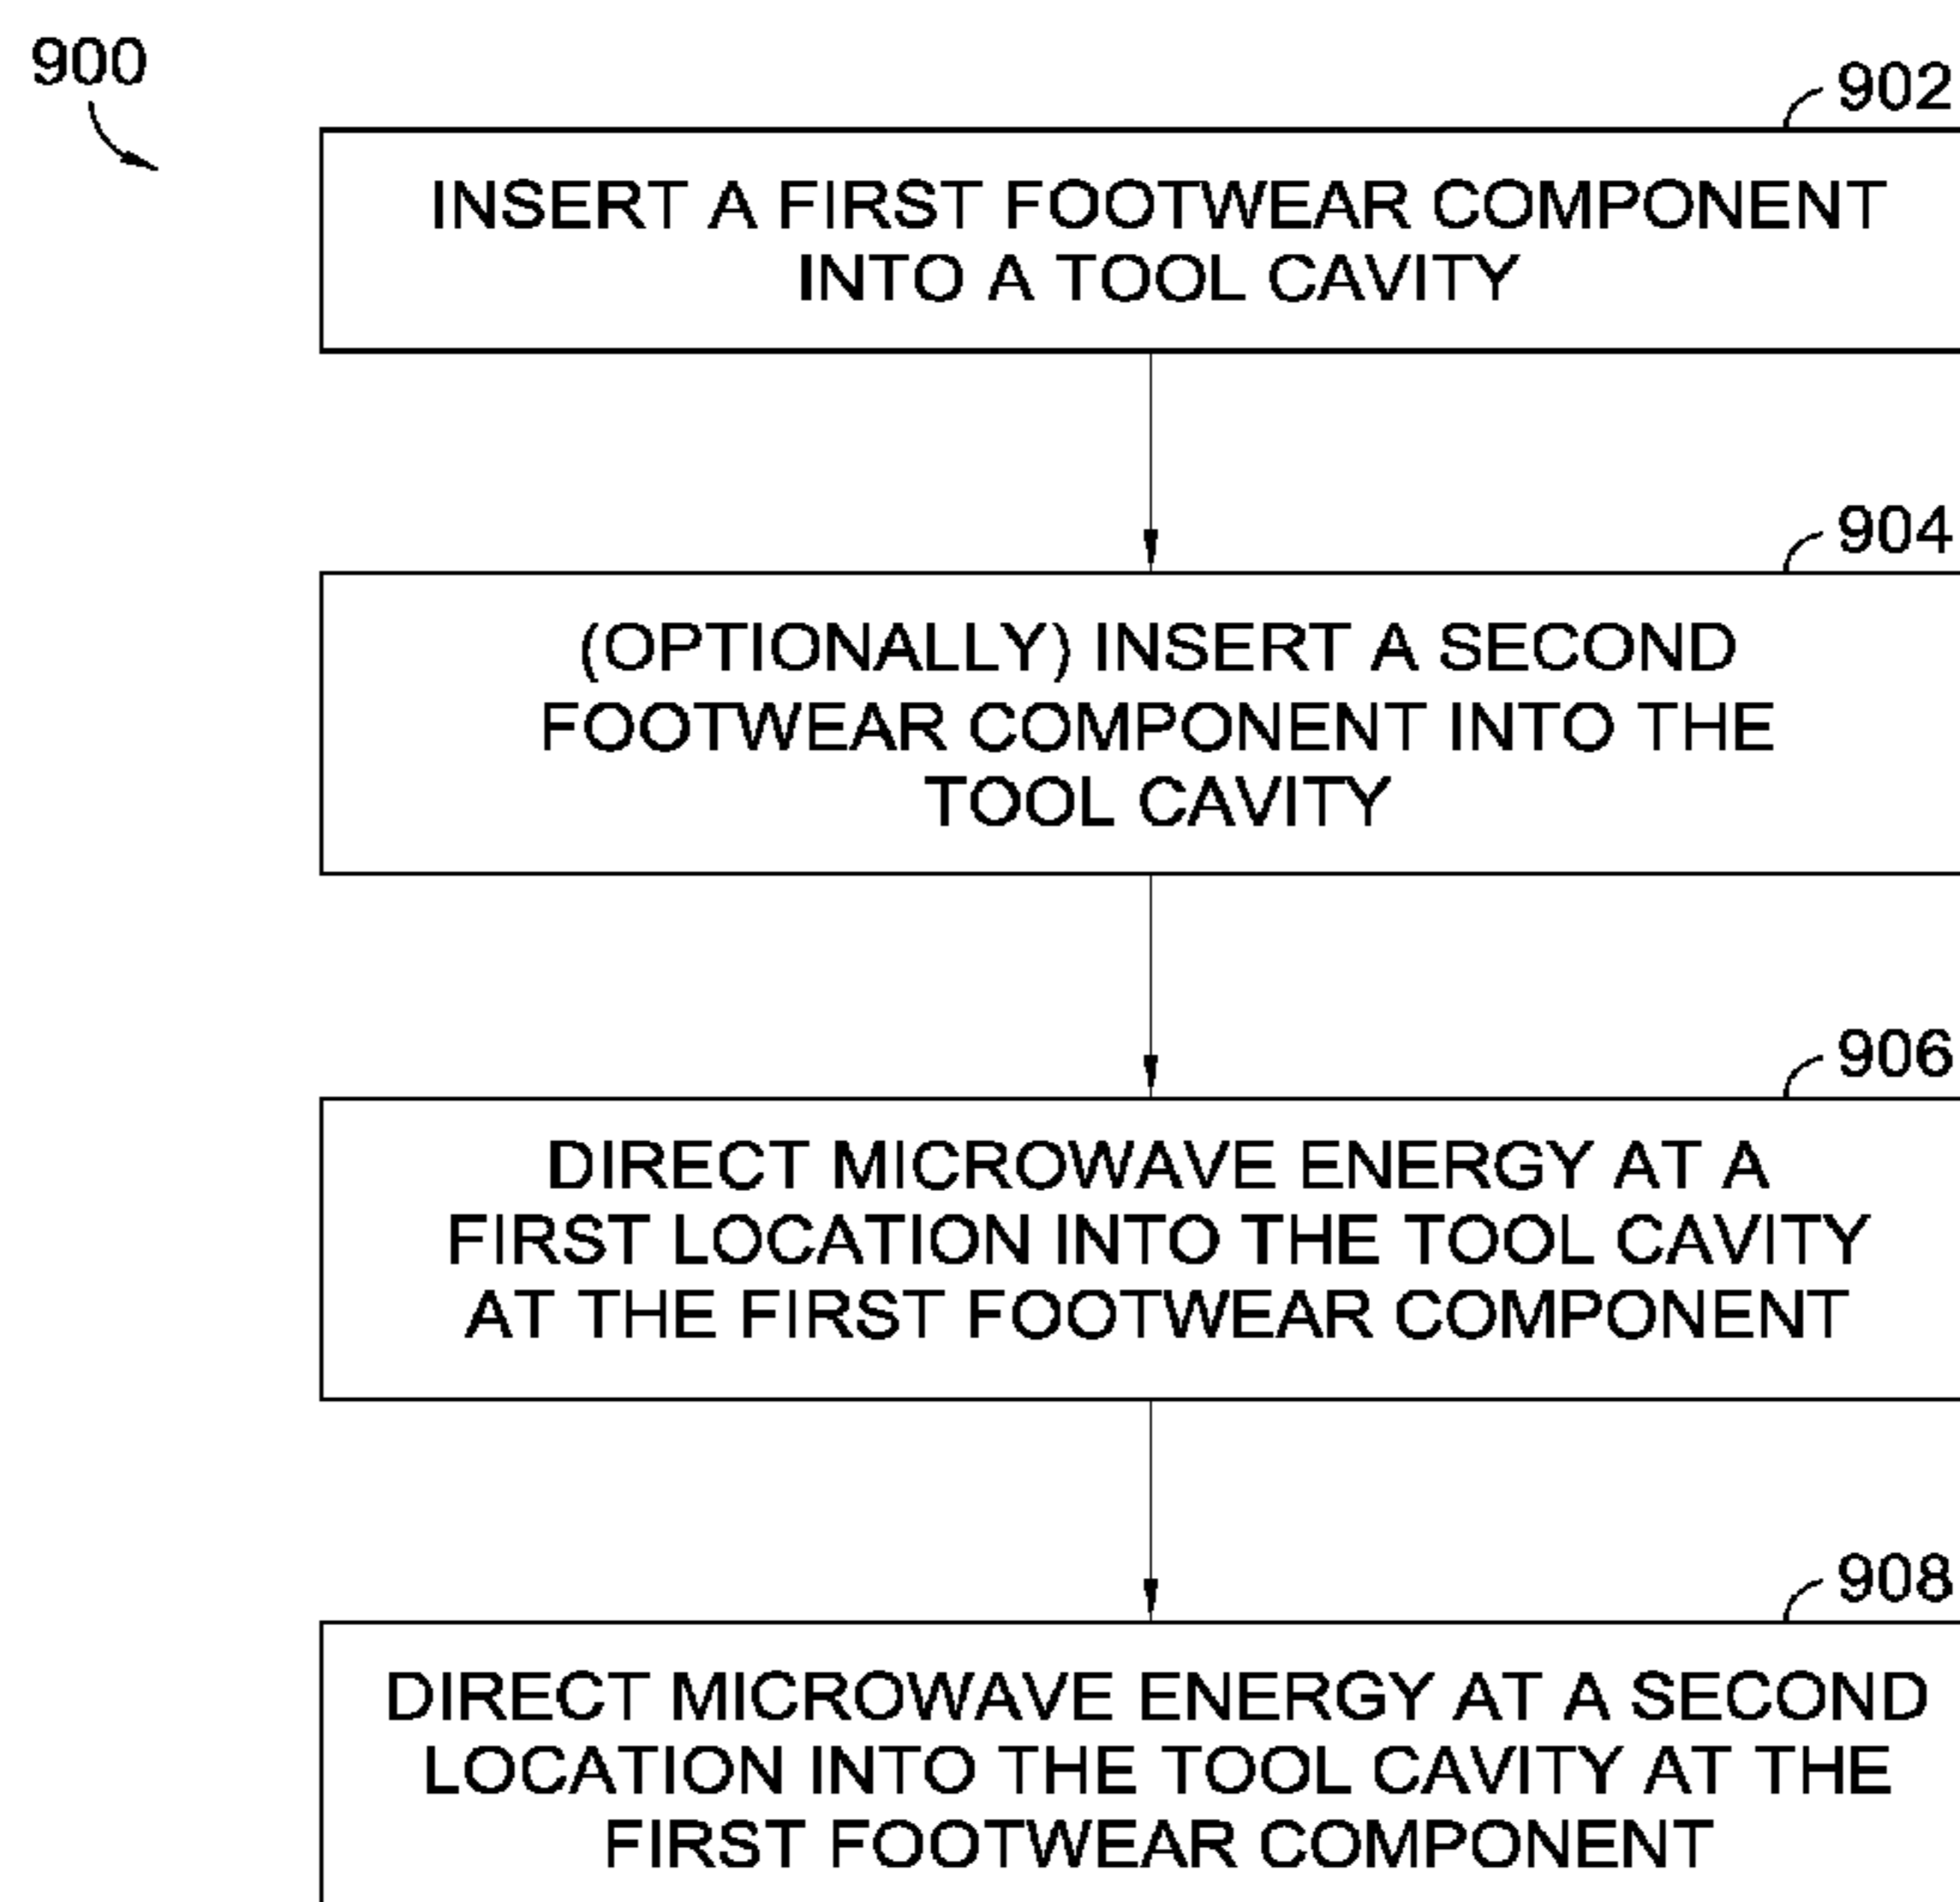 900
902
INSERT A FIRST FOOTWEAR COMPONENT
INTO A TOOL CAVITY
904
(OPTIONALLY) INSERT A SECOND
FOOTWEAR COMPONENT INTO THE
TOOL CAVITY
906
DIRECT MICROWAVE ENERGY AT A
FIRST LOCATION INTO THE TOOL CAVITY
AT THE FIRST FOOTWEAR COMPONENT
908
DIRECT MICROWAVE ENERGY AT A SECOND
LOCATION INTO THE TOOL CAVITY AT THE
FIRST FOOTWEAR COMPONENT